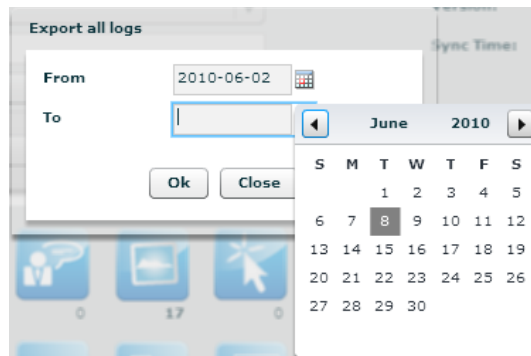 Version:
Export all logs
Sync Time:
From 2010-06-02
To
June 2010
S M T W T F S
1 2 3 4 5
6 7 8 9 10 11 12
13 14 15 16 17 18 19
20 21 22 23 24 25 26
27 28 29 30
Ok Close
0 17 0